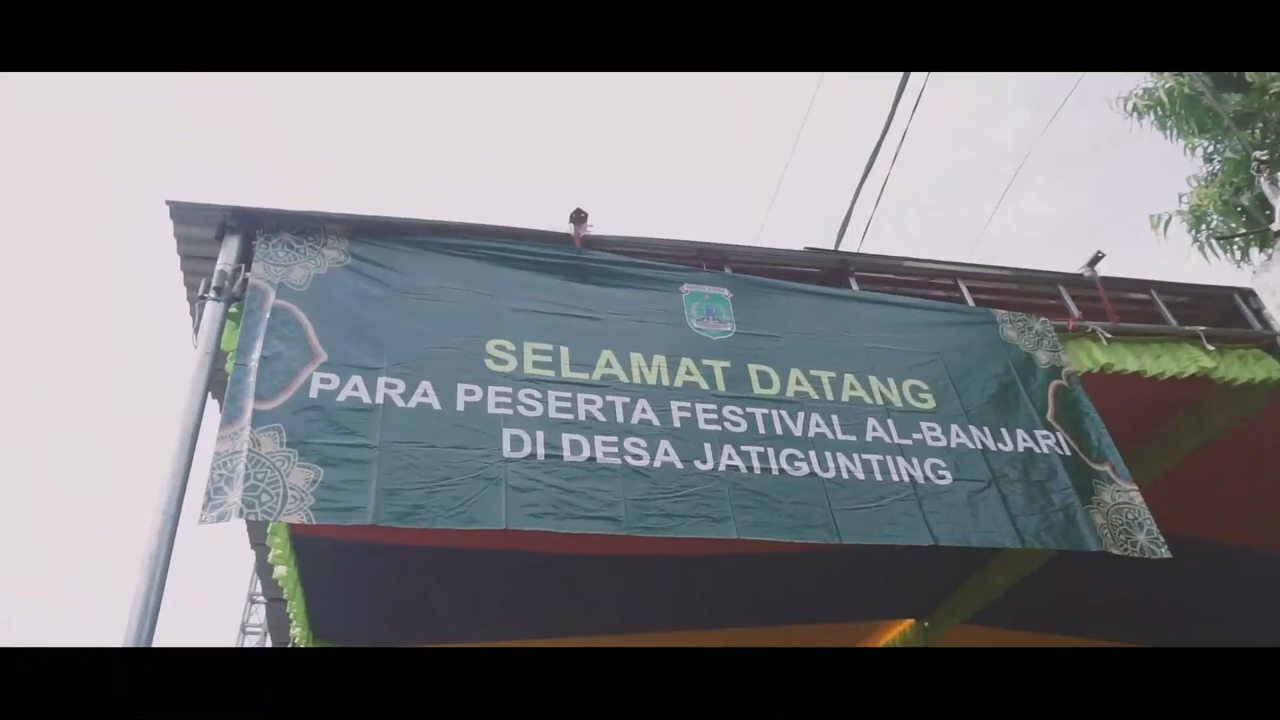 SELAMAT DATANG
PARA PESERTA FESTIVAL AL-BANJARI
DI DESA JATIGUNTING